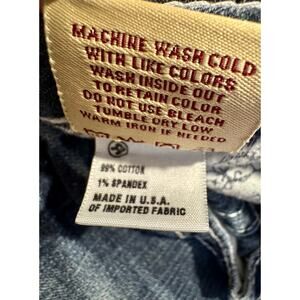 MACHINE WASH COLD
WITH LIKE COLORS
WASH INSIDE OUT
TO RETAIN COLOR
DO NOT USE BLEACH
TUMBLE DRY LOW
WARM IRON IF NEEDED
99% COTTON
1% SPANDEX
MADE IN U.S.A.
OF IMPORTED FABRIC